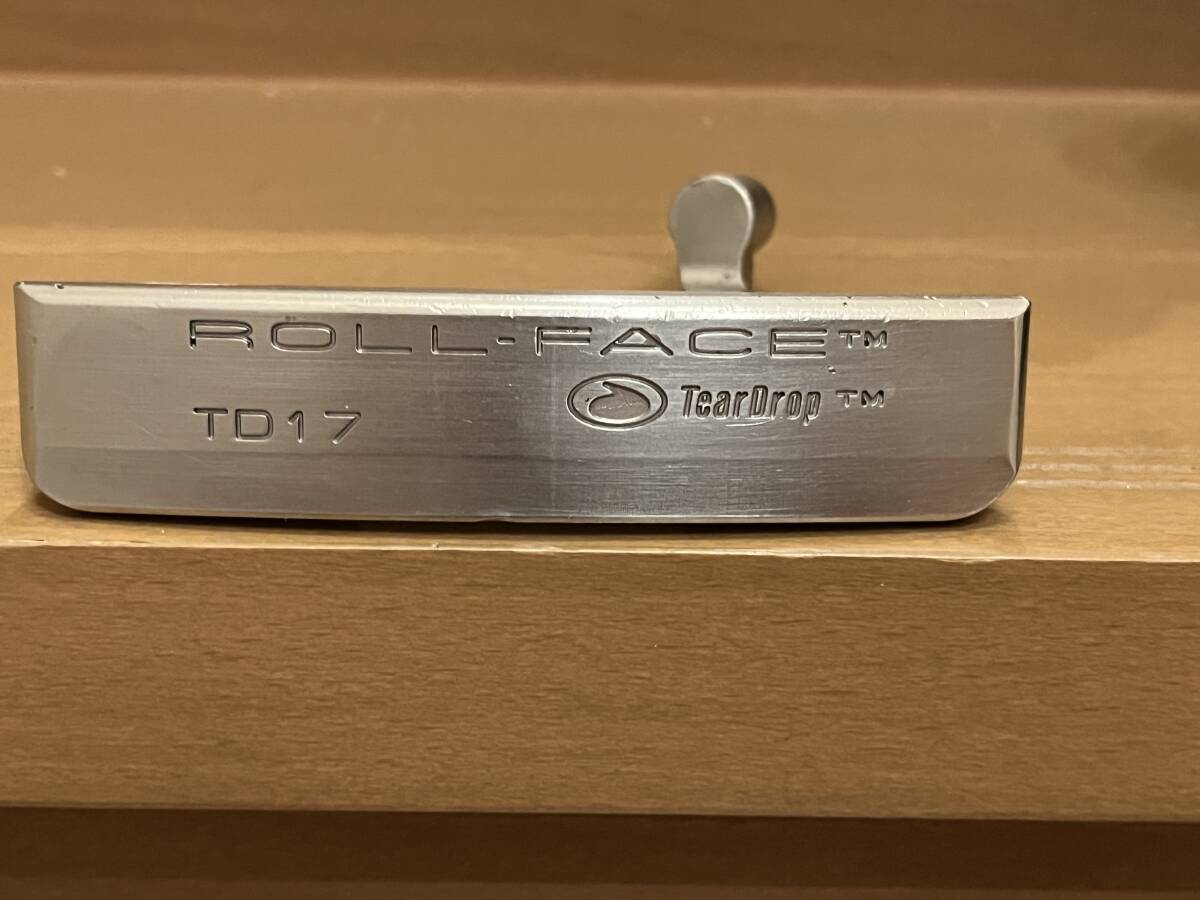 ROLL-FACE™
TearDrop ™
TD17